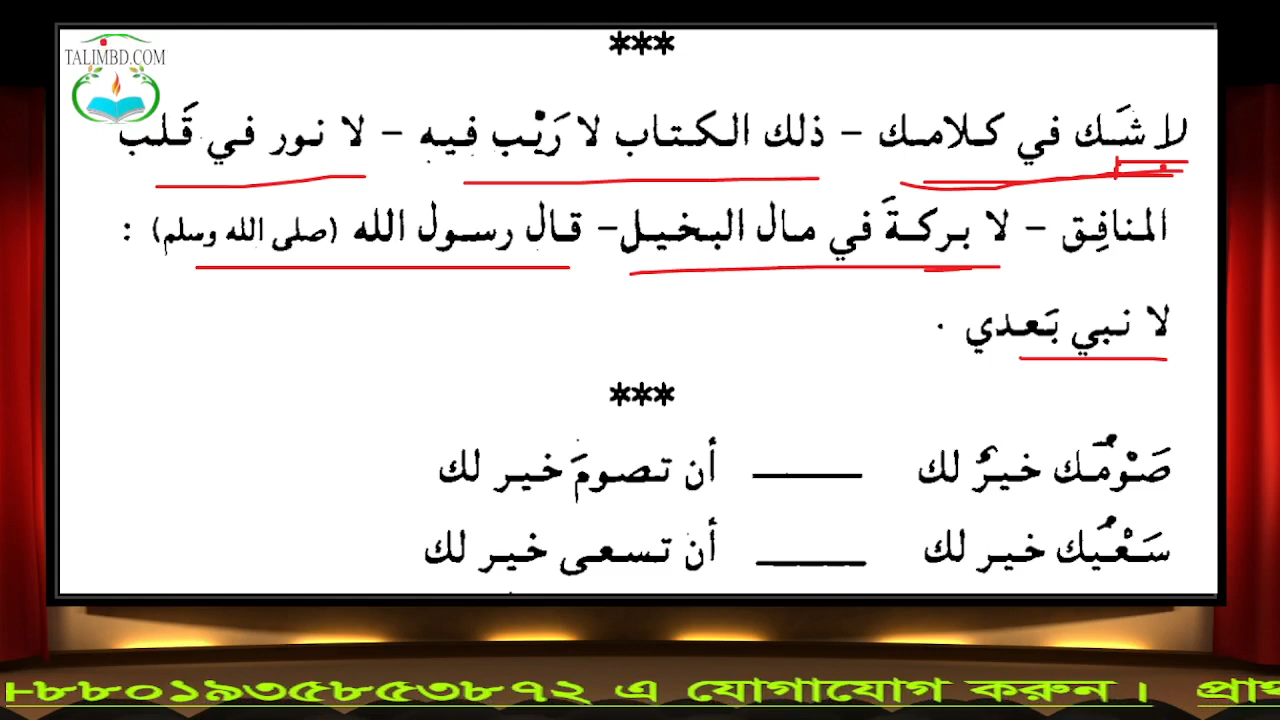 TALIMBD.COM
***
لا شَك في كلامك – ذلك الكتاب لا رَيْب فيه – لا نور في قَلب
المنافِق – لا بركةَ في مال البخيل – قال رسول الله (صلى الله وسلم) :
لا نبي بَعدي .
***
صَوْمُك خيرٌ لك ــــــ أن تصومَ خير لك
سَعْيُك خير لك ــــــ أن تسعى خير لك
+৮৮০১৯৩৫৮৫৩৮৭২ এ যোগাযোগ করুন।